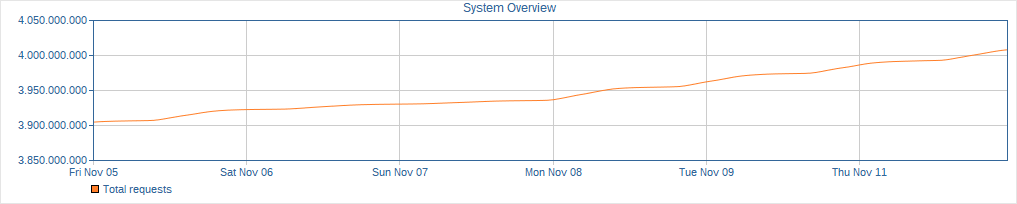 System Overview
4.050.000.000
4.000.000.000
3.950.000.000
3.900.000.000
3.850.000.000
Fri Nov 05 Sat Nov 06 Sun Nov 07 Mon Nov 08 Tue Nov 09 Thu Nov 11
Total requests